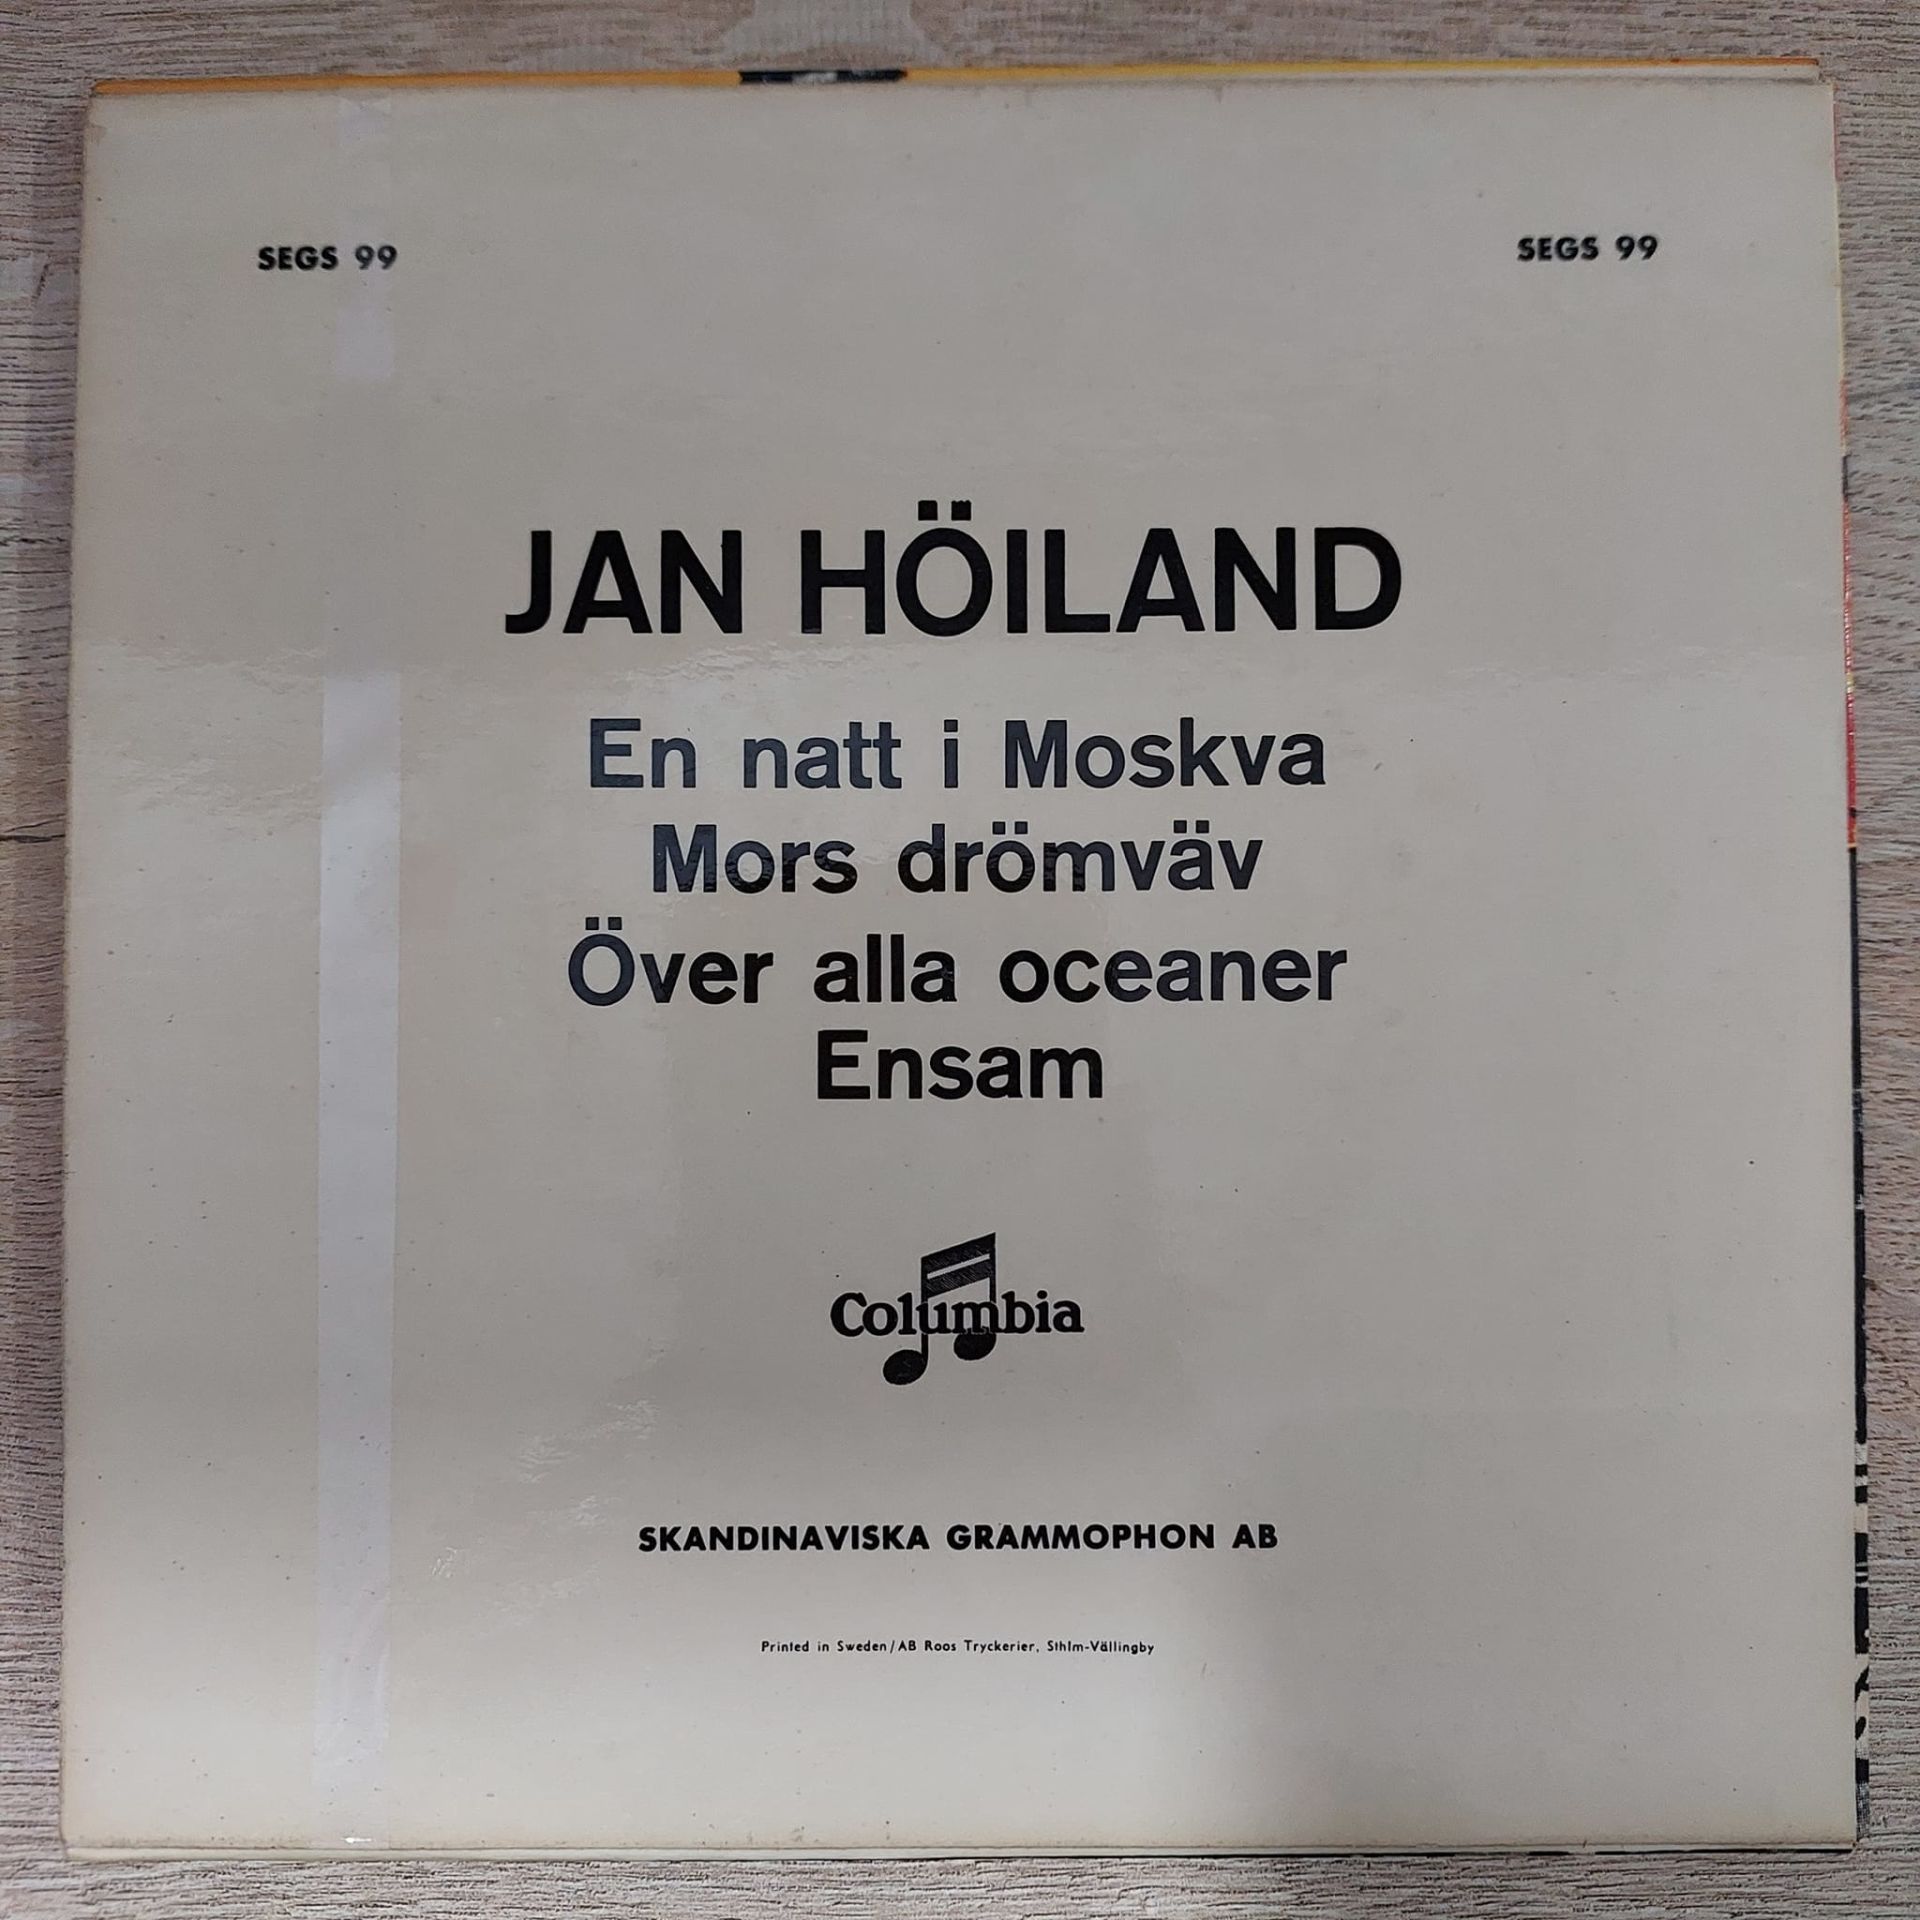 SEGS 99
SEGS 99
JAN HÖILAND
En natt i Moskva
Mors drömväv
Över alla oceaner
Ensam
Columbia
SKANDINAVISKA GRAMMOPHON AB
Printed in Sweden/AB Roos Tryckerier, Sthlm-Vällingby